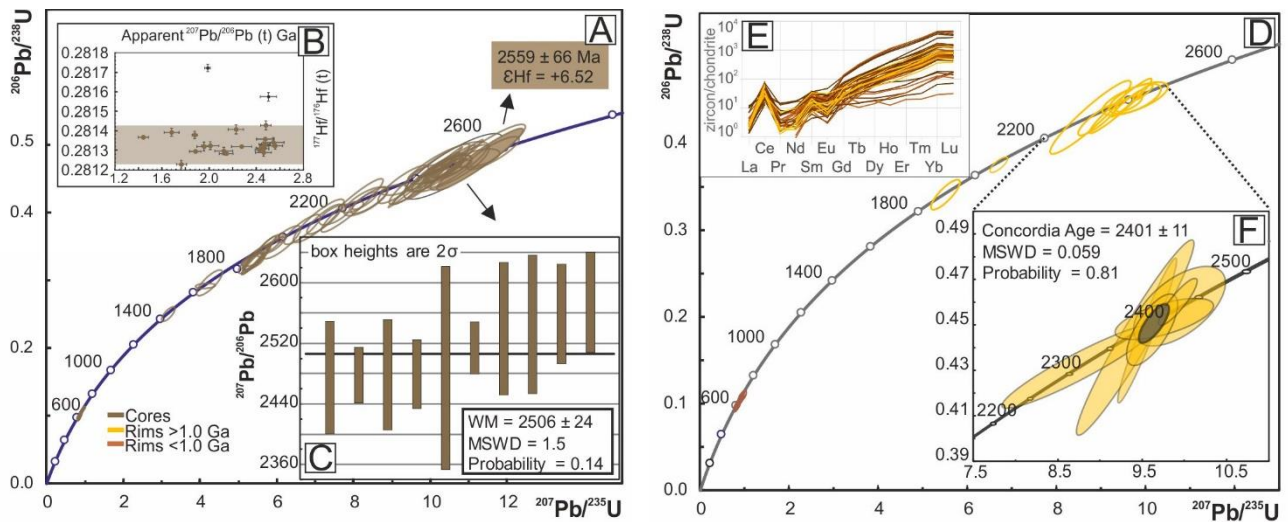 A
B
Apparent ²⁰⁷Pb/²⁰⁶Pb (t) Ga
0.2818
0.2817
0.2816
0.2815
0.2814
0.2813
0.2812
1.2
1.6
2.0
2.4
2.8
¹⁷⁷Hf/¹⁷⁶Hf (t)
2559 ± 66 Ma
ƐHf = +6.52
²⁰⁶Pb/²³⁸U
0.5
0.4
0.3
0.2
0.1
0.0
600
1000
1400
1800
2200
2600
0
2
4
6
8
10
12
²⁰⁷Pb/²³⁵U
Cores
Rims >1.0 Ga
Rims <1.0 Ga
box heights are 2σ
2600
2520
2440
2360
²⁰⁷Pb/²⁰⁶Pb
C
WM = 2506 ± 24
MSWD = 1.5
Probability = 0.14
D
E
zircon/chondrite
10⁴
10³
10²
10¹
10⁰
Ce
Nd
Eu
Tb
Ho
Tm
Lu
La
Pr
Sm
Gd
Dy
Er
Yb
²⁰⁶Pb/²³⁸U
0.4
0.3
0.2
0.1
0.0
600
1000
1400
1800
2200
2600
0
2
4
6
8
10
²⁰⁷Pb/²³⁵U
F
Concordia Age = 2401 ± 11
MSWD = 0.059
Probability = 0.81
0.49
0.47
0.45
0.43
0.41
0.39
2200
2300
2400
2500
7.5
8.5
9.5
10.5